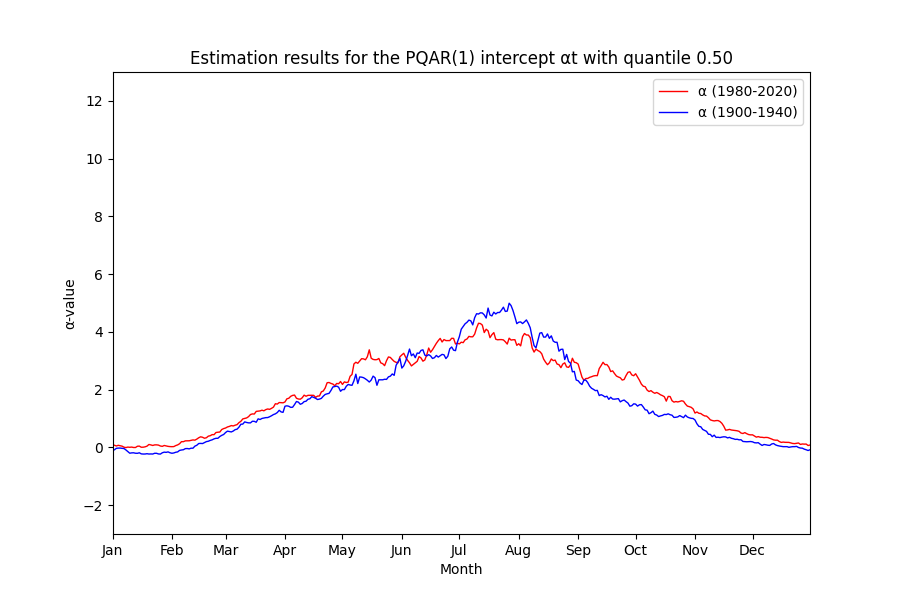 Estimation results for the PQAR(1) intercept αt with quantile 0.50
α (1980-2020)
α (1900-1940)
12
10
8
6
4
2
0
−2
α-value
Jan Feb Mar Apr May Jun Jul Aug Sep Oct Nov Dec
Month